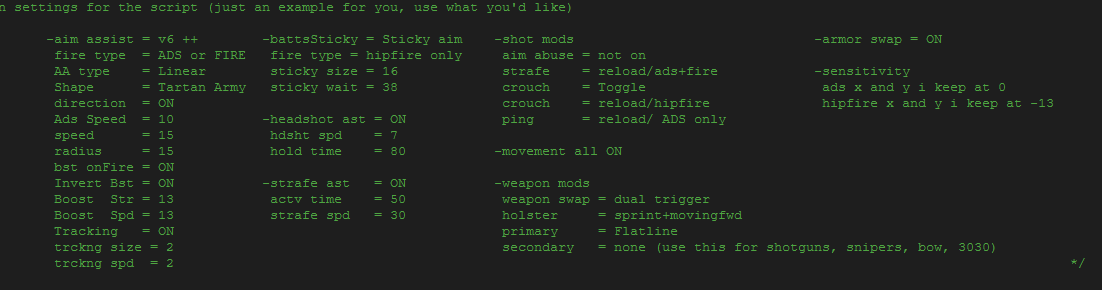 n settings for the script (just an example for you, use what you'd like)
-aim assist = v6 ++ -battsSticky = Sticky aim -shot mods -armor swap = ON
fire type = ADS or FIRE fire type = hipfire only aim abuse = not on
AA type = Linear sticky size = 16 strafe = reload/ads+fire -sensitivity
Shape = Tartan Army sticky wait = 38 crouch = Toggle ads x and y i keep at 0
direction = ON crouch = reload/hipfire hipfire x and y i keep at -13
Ads Speed = 10 -headshot ast = ON ping = reload/ ADS only
speed = 15 hdsht spd = 7
radius = 15 hold time = 80 -movement all ON
bst onFire = ON
Invert Bst = ON -strafe ast = ON -weapon mods
Boost Str = 13 actv time = 50 weapon swap = dual trigger
Boost Spd = 13 strafe spd = 30 holster = sprint+movingfwd
Tracking = ON primary = Flatline
trckng size = 2 secondary = none (use this for shotguns, snipers, bow, 3030)
trckng spd = 2 */